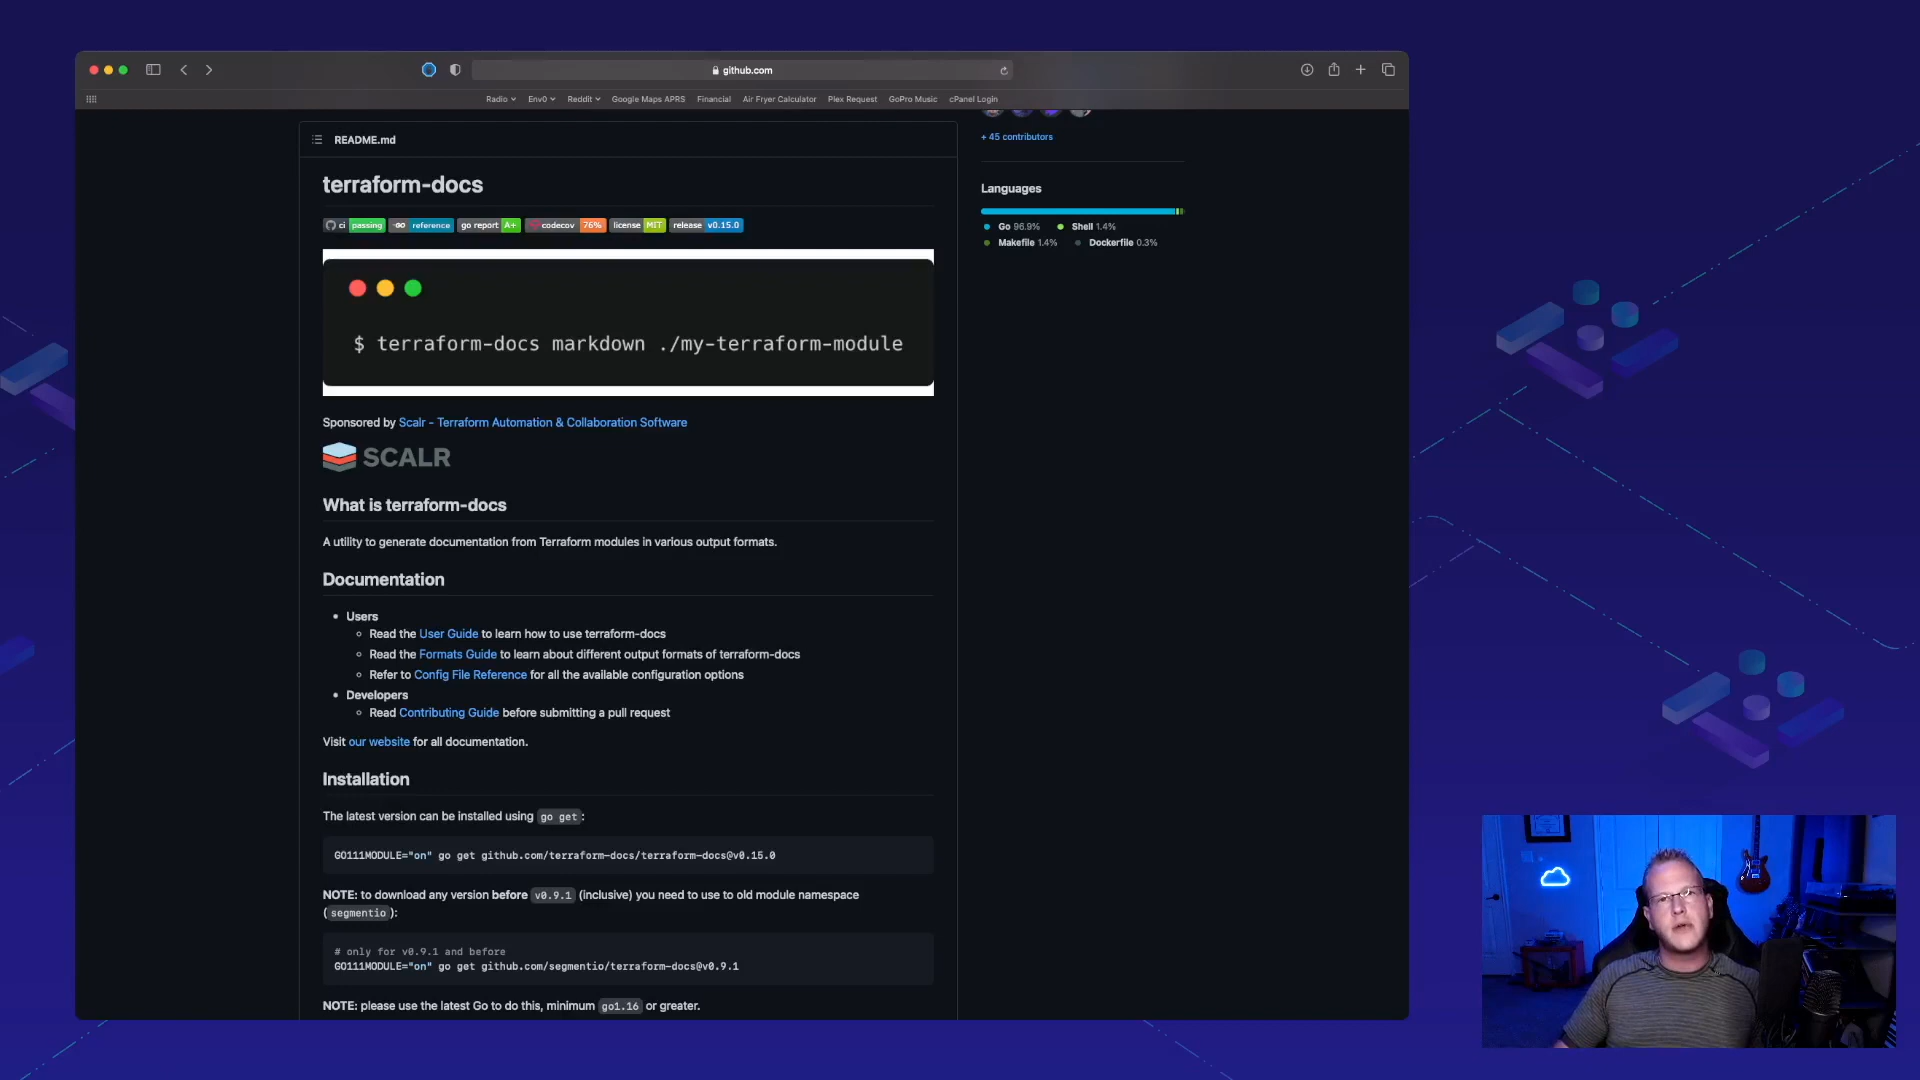 github.com
Radio Env0 Reddit Google Maps APRS Financial Air Fryer Calculator Plex Request GoPro Music cPanel Login
README.md
+ 45 contributors
Languages
Go 96.9% Shell 1.4%
Makefile 1.4% Dockerfile 0.3%
terraform-docs
ci passing GO reference go report A+ codecov 76% license MIT release v0.15.0
$ terraform-docs markdown ./my-terraform-module
Sponsored by Scalr - Terraform Automation & Collaboration Software
SCALR
What is terraform-docs
A utility to generate documentation from Terraform modules in various output formats.
Documentation
Users
Read the User Guide to learn how to use terraform-docs
Read the Formats Guide to learn about different output formats of terraform-docs
Refer to Config File Reference for all the available configuration options
Developers
Read Contributing Guide before submitting a pull request
Visit our website for all documentation.
Installation
The latest version can be installed using go get:
GO111MODULE="on" go get github.com/terraform-docs/terraform-docs@v0.15.0
NOTE: to download any version before v0.9.1 (inclusive) you need to use to old module namespace
(segmentio):
# only for v0.9.1 and before
GO111MODULE="on" go get github.com/segmentio/terraform-docs@v0.9.1
NOTE: please use the latest Go to do this, minimum go1.16 or greater.